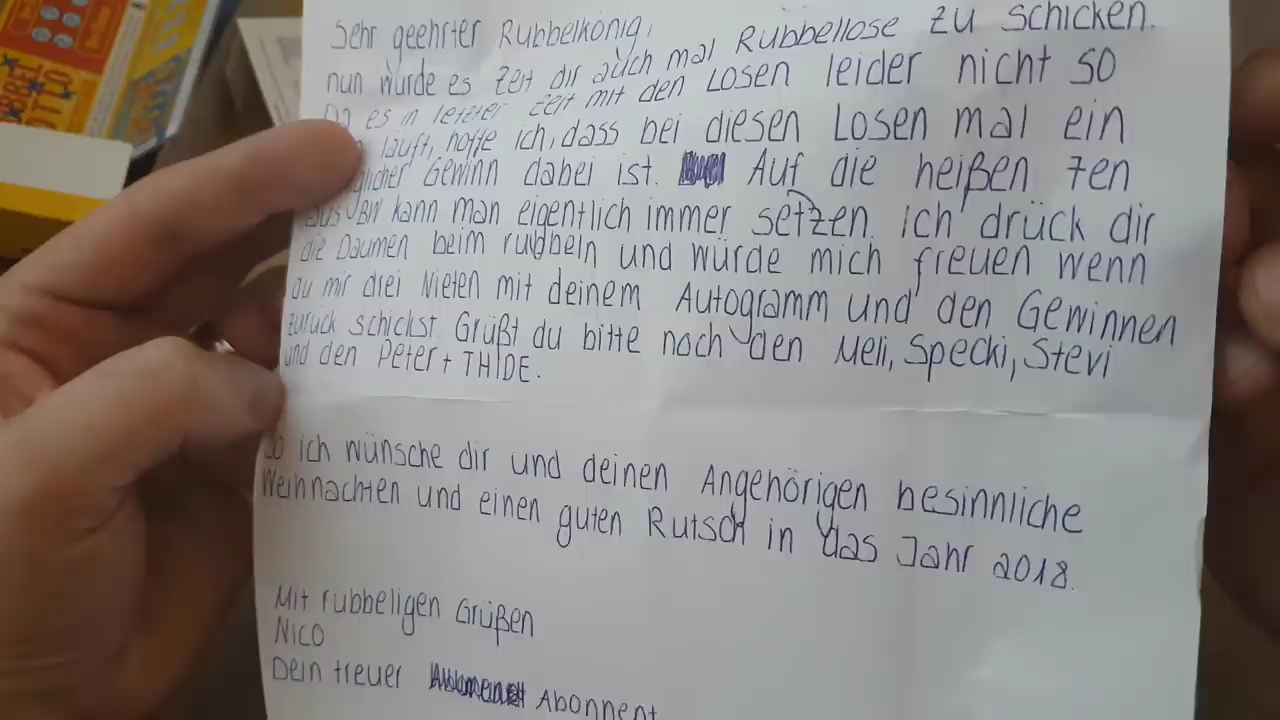 Sehr geehrter Rubbelkönig,
nun würde es Zeit dir auch mal Rubbellose zu schicken.
Da es in letzter Zeit mit den Losen leider nicht so
läuft, hoffe ich, dass bei diesen Losen mal ein
Gewinn dabei ist. Auf die heißen 7en
aus BW kann man eigentlich immer setzen. Ich drück dir
die Daumen beim rubbeln und würde mich freuen wenn
du mir drei Nieten mit deinem Autogramm und den Gewinnen
zurück schickst. Grüßt du bitte noch den Meli, Specki, Stevi
und den Peter + THIDE.
So ich wünsche dir und deinen Angehörigen besinnliche
Weihnachten und einen guten Rutsch in das Jahr 2018.
Mit rubbeligen Grüßen
Nico
Dein treuer Abonnent